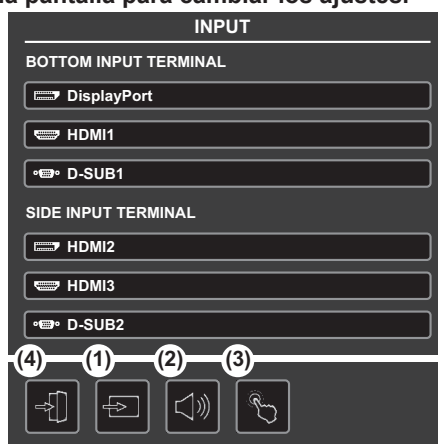 la pantalla para cambiar los ajustes.
INPUT
BOTTOM INPUT TERMINAL
DisplayPort
HDMI1
D-SUB1
SIDE INPUT TERMINAL
HDMI2
HDMI3
D-SUB2
(4) (1) (2) (3)